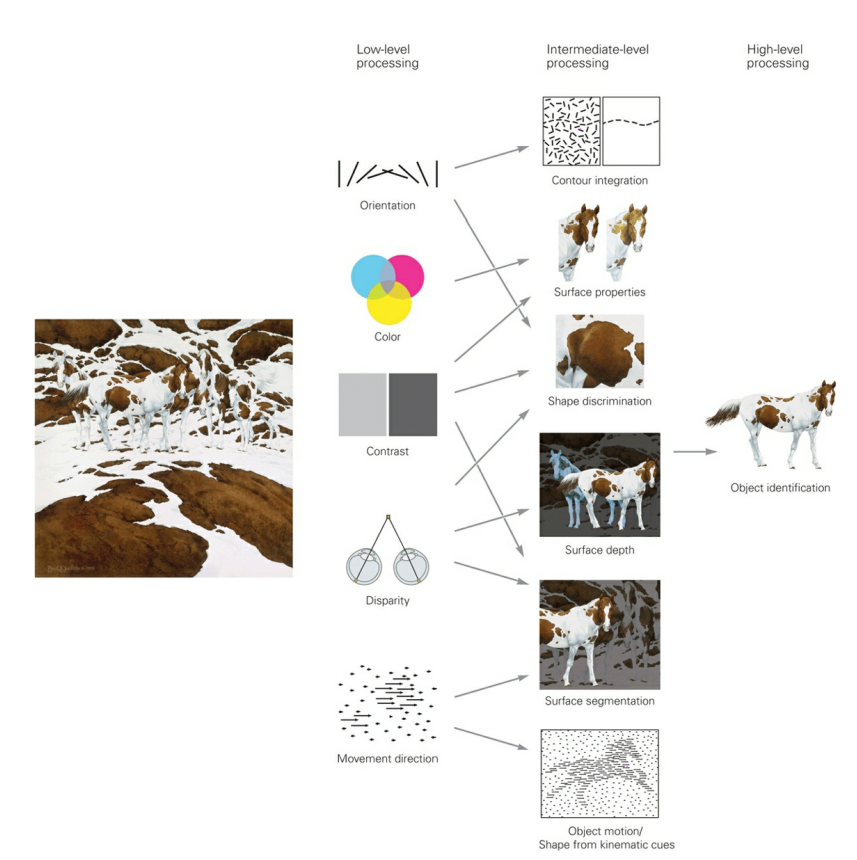 Low-level
processing
Intermediate-level
processing
High-level
processing
Orientation
Contour integration
Color
Surface properties
Contrast
Shape discrimination
Disparity
Surface depth
Object identification
Movement direction
Surface segmentation
Object motion/
Shape from kinematic cues